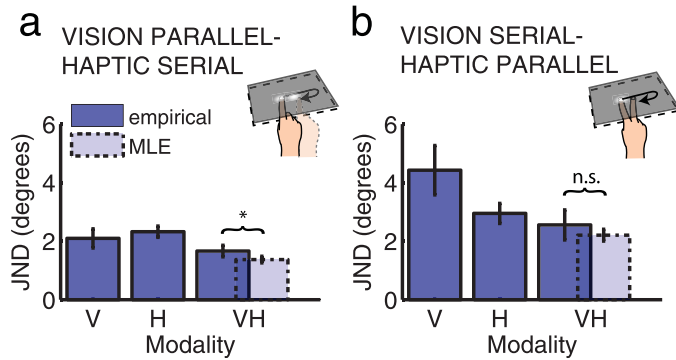 a
VISION PARALLEL-
HAPTIC SERIAL
empirical
MLE
JND (degrees)
6
4
2
0
*
V H VH
Modality
b
VISION SERIAL-
HAPTIC PARALLEL
JND (degrees)
6
4
2
0
n.s.
V H VH
Modality